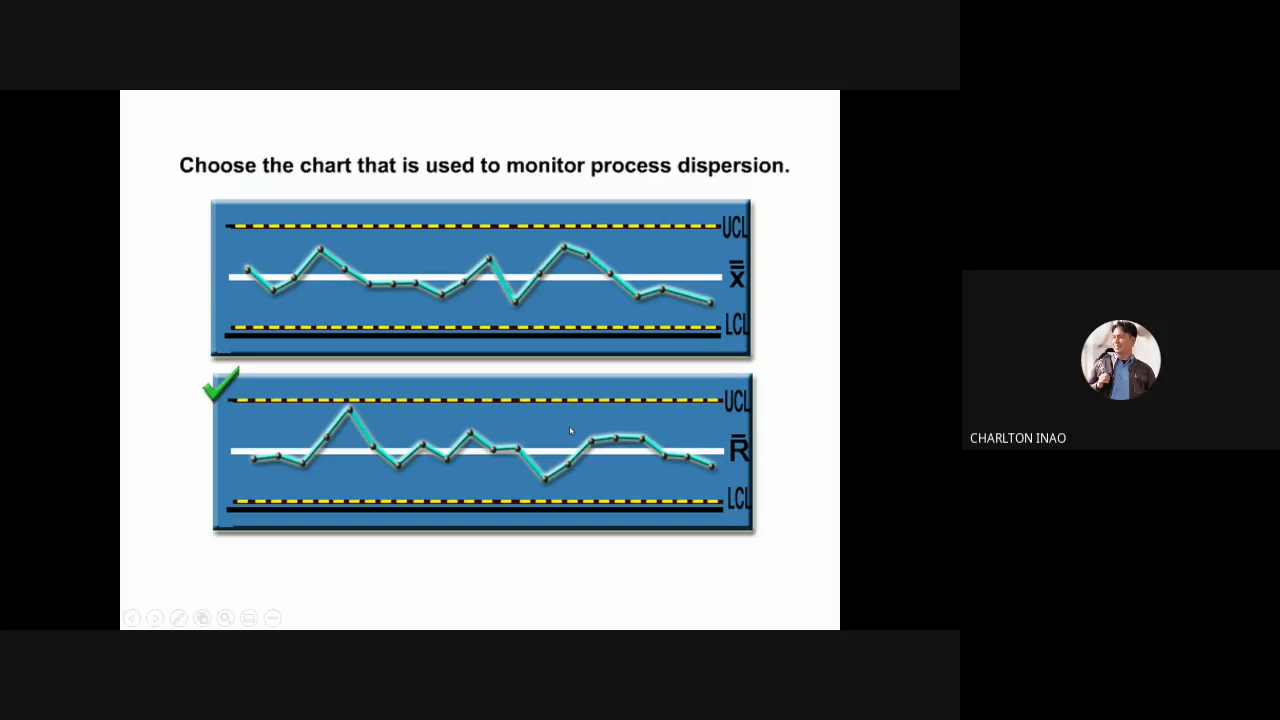 Choose the chart that is used to monitor process dispersion.
UCL
x̿
LCL
UCL
R̿
LCL
CHARLTON INAO